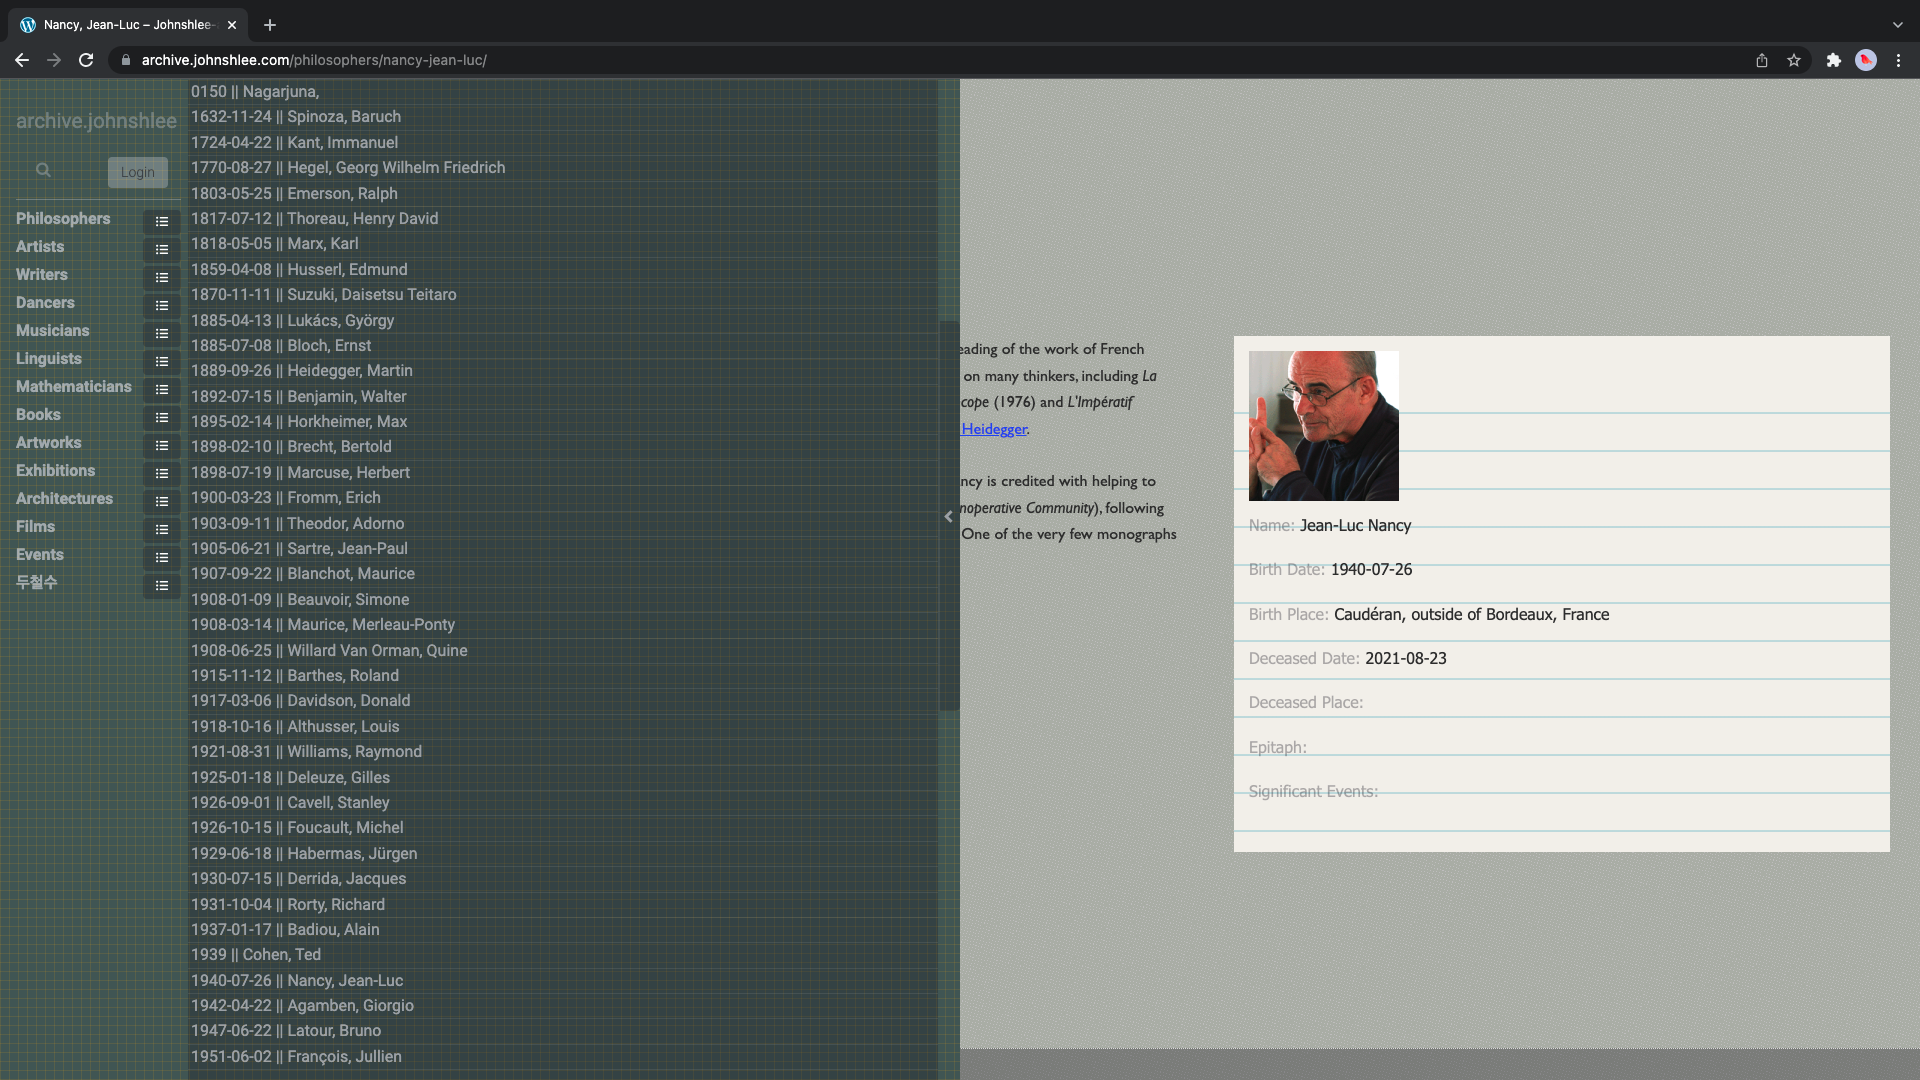 Nancy, Jean-Luc – Johnshlee-
archive.johnshlee.com/philosophers/nancy-jean-luc/
archive.johnshlee
Login
Philosophers
Artists
Writers
Dancers
Musicians
Linguists
Mathematicians
Books
Artworks
Exhibitions
Architectures
Films
Events
두철수
0150 || Nagarjuna,
1632-11-24 || Spinoza, Baruch
1724-04-22 || Kant, Immanuel
1770-08-27 || Hegel, Georg Wilhelm Friedrich
1803-05-25 || Emerson, Ralph
1817-07-12 || Thoreau, Henry David
1818-05-05 || Marx, Karl
1859-04-08 || Husserl, Edmund
1870-11-11 || Suzuki, Daisetsu Teitaro
1885-04-13 || Lukács, György
1885-07-08 || Bloch, Ernst
1889-09-26 || Heidegger, Martin
1892-07-15 || Benjamin, Walter
1895-02-14 || Horkheimer, Max
1898-02-10 || Brecht, Bertold
1898-07-19 || Marcuse, Herbert
1900-03-23 || Fromm, Erich
1903-09-11 || Theodor, Adorno
1905-06-21 || Sartre, Jean-Paul
1907-09-22 || Blanchot, Maurice
1908-01-09 || Beauvoir, Simone
1908-03-14 || Maurice, Merleau-Ponty
1908-06-25 || Willard Van Orman, Quine
1915-11-12 || Barthes, Roland
1917-03-06 || Davidson, Donald
1918-10-16 || Althusser, Louis
1921-08-31 || Williams, Raymond
1925-01-18 || Deleuze, Gilles
1926-09-01 || Cavell, Stanley
1926-10-15 || Foucault, Michel
1929-06-18 || Habermas, Jürgen
1930-07-15 || Derrida, Jacques
1931-10-04 || Rorty, Richard
1937-01-17 || Badiou, Alain
1939 || Cohen, Ted
1940-07-26 || Nancy, Jean-Luc
1942-04-22 || Agamben, Giorgio
1947-06-22 || Latour, Bruno
1951-06-02 || François, Jullien
eading of the work of French
on many thinkers, including La
cope (1976) and L'Impératif
Heidegger.
ncy is credited with helping to
noperative Community), following
One of the very few monographs
Name: Jean-Luc Nancy
Birth Date: 1940-07-26
Birth Place: Caudéran, outside of Bordeaux, France
Deceased Date: 2021-08-23
Deceased Place:
Epitaph:
Significant Events: